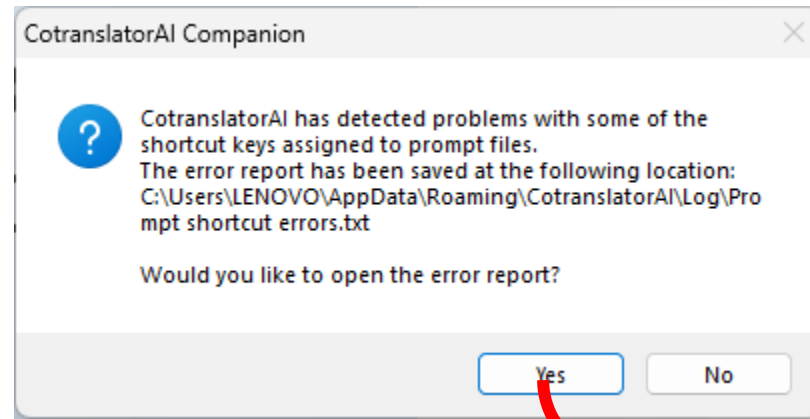 CotranslatorAI Companion
CotranslatorAI has detected problems with some of the
shortcut keys assigned to prompt files.
The error report has been saved at the following location:
C:\Users\LENOVO\AppData\Roaming\CotranslatorAI\Log\Pro
mpt shortcut errors.txt
Would you like to open the error report?
Yes
No